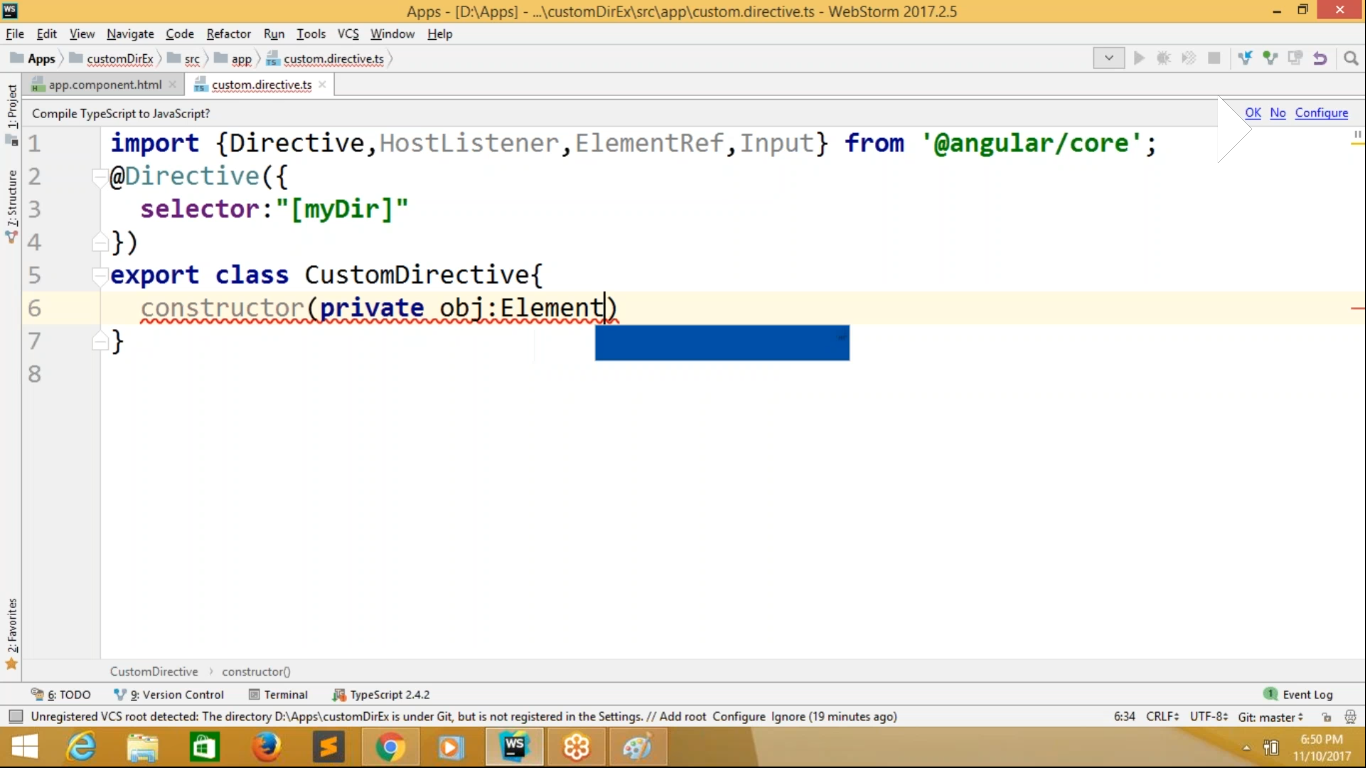 WS Apps - [D:\Apps] - ...\customDirEx\src\app\custom.directive.ts - WebStorm 2017.2.5
File Edit View Navigate Code Refactor Run Tools VCS Window Help
Apps customDirEx src app custom.directive.ts
app.component.html custom.directive.ts
1: Project
Compile TypeScript to JavaScript? OK No Configure
1 import {Directive,HostListener,ElementRef,Input} from '@angular/core';
2 @Directive({
3 selector:"[myDir]"
4 })
5 export class CustomDirective{
6 constructor(private obj:Element)
7 }
8
7: Structure
2: Favorites
CustomDirective constructor()
6: TODO 9: Version Control Terminal TypeScript 2.4.2 1 Event Log
Unregistered VCS root detected: The directory D:\Apps\customDirEx is under Git, but is not registered in the Settings. // Add root Configure Ignore (19 minutes ago) 6:34 CRLF UTF-8 Git: master
WS 6:50 PM
11/10/2017